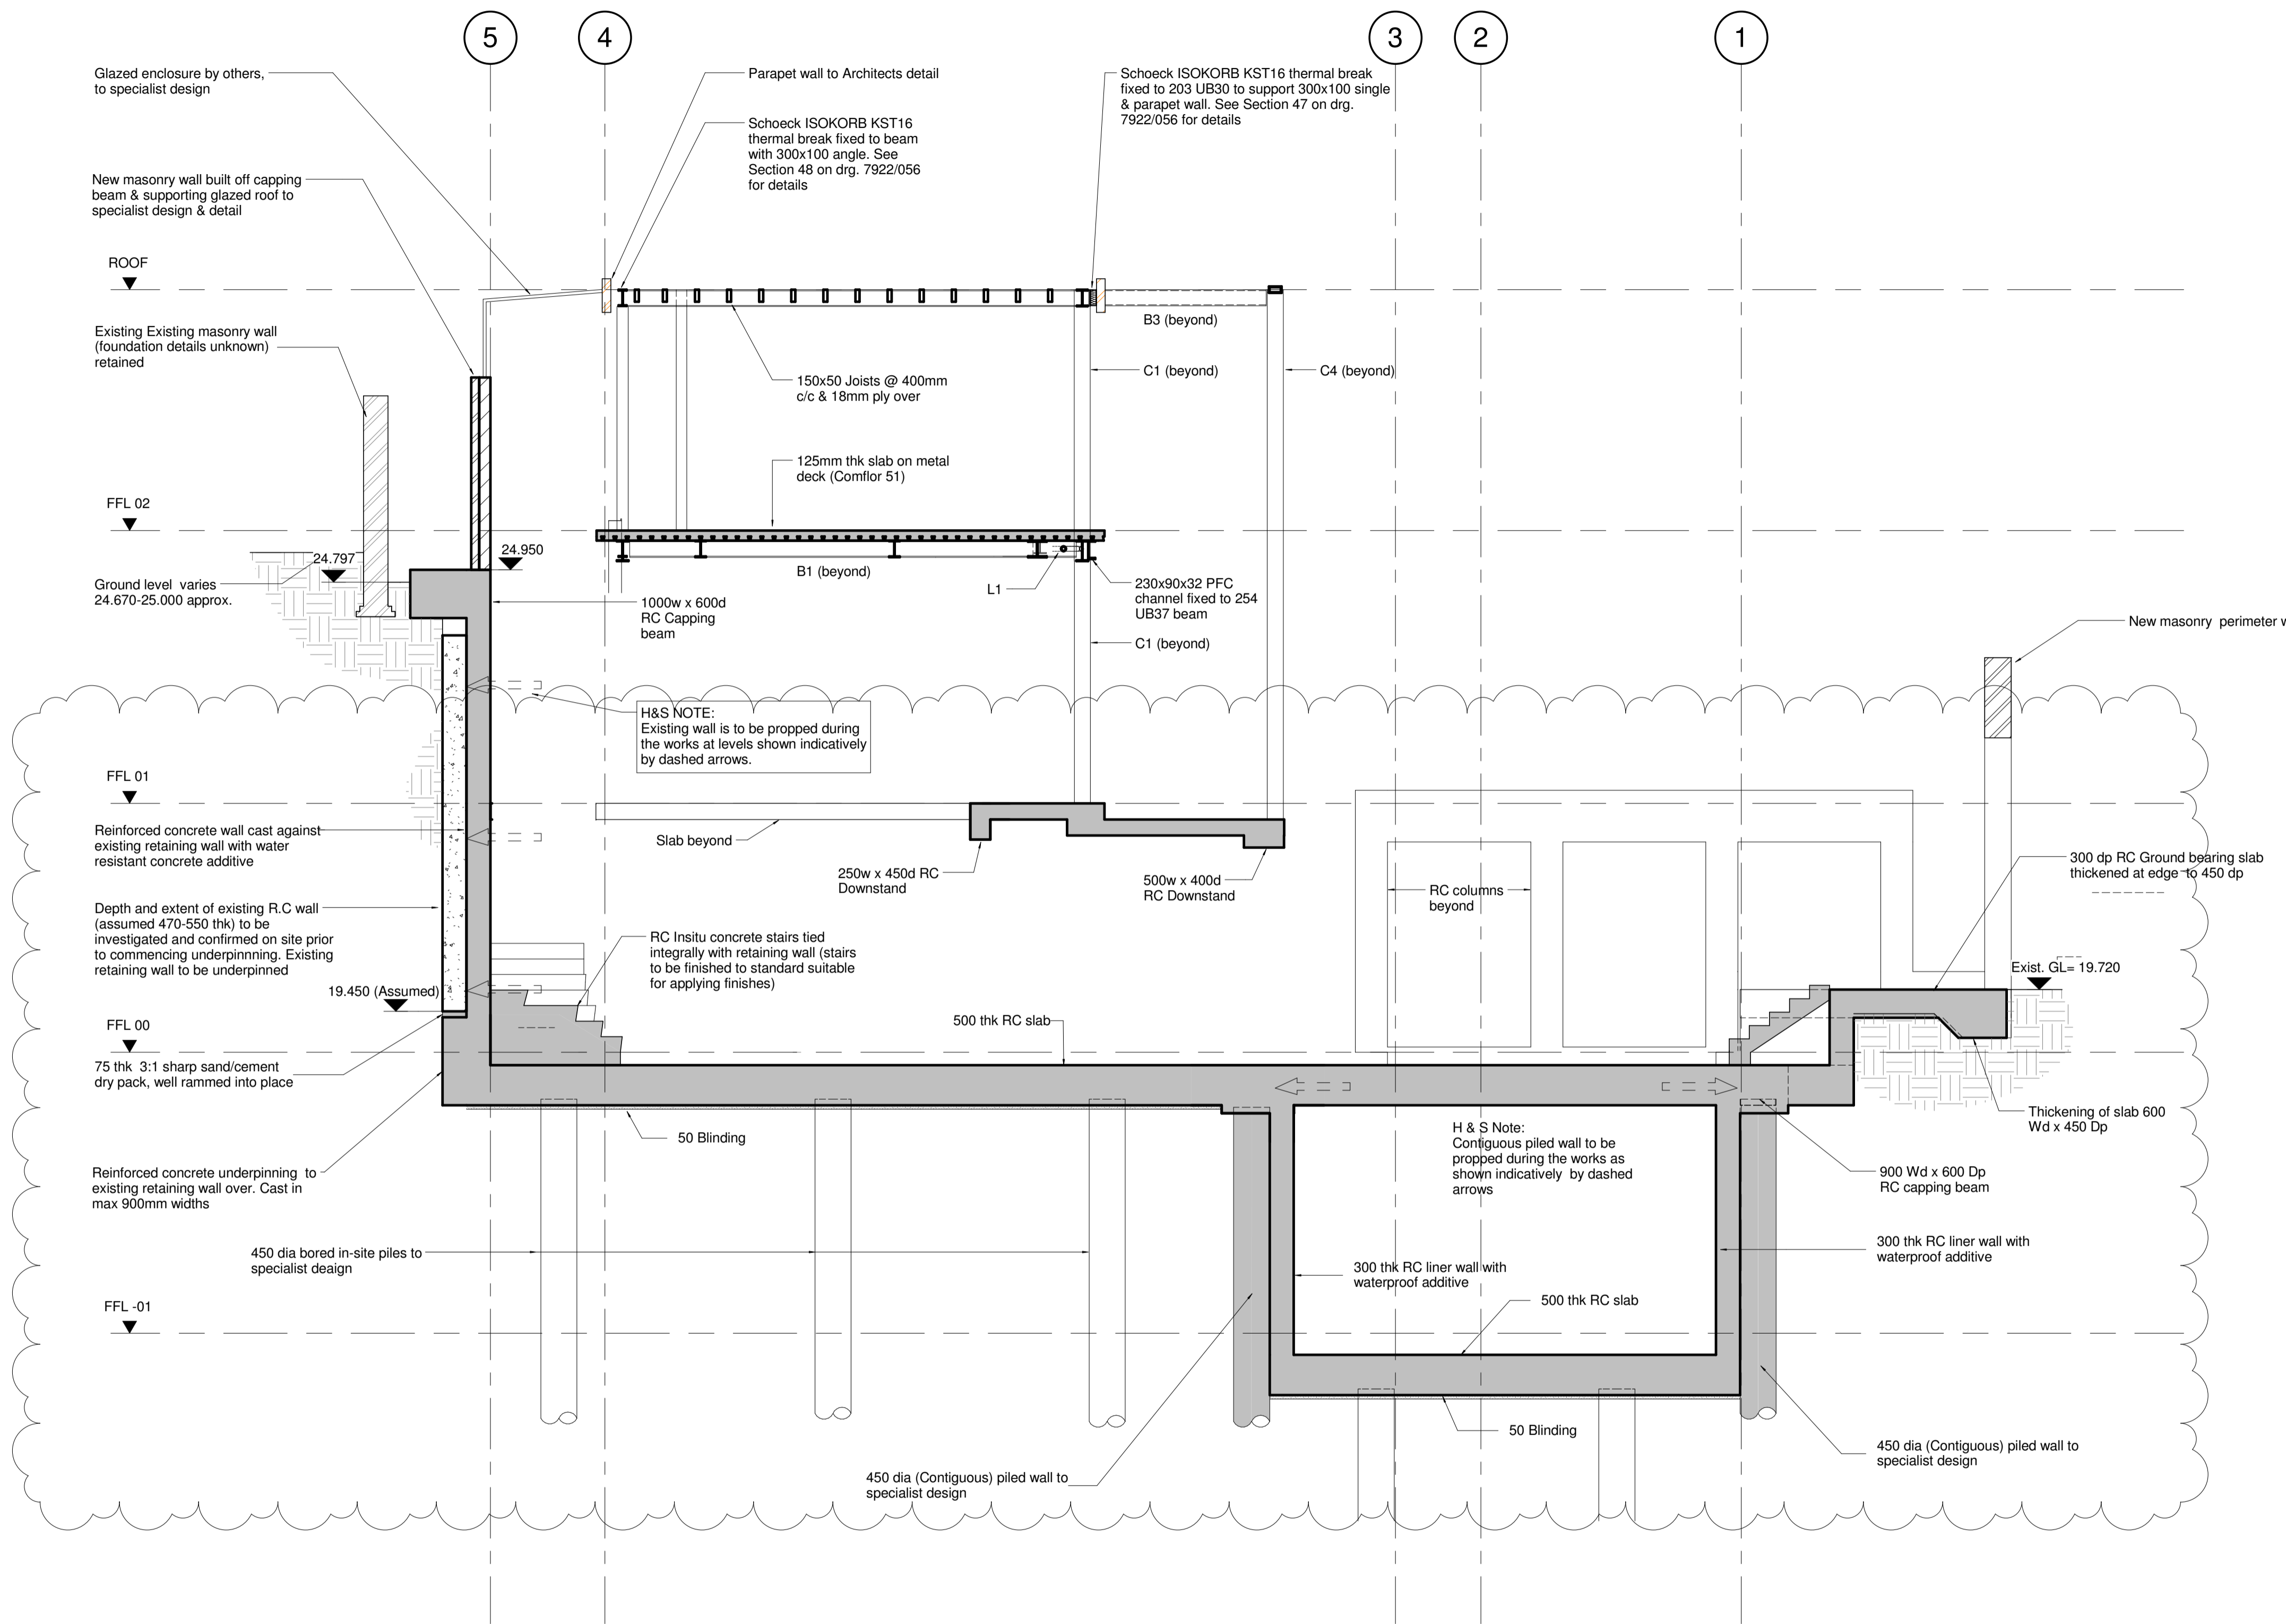 5
4
3
2
1
Glazed enclosure by others,
to specialist design
Parapet wall to Architects detail
Schoeck ISOKORB KST16 thermal break
fixed to 203 UB30 to support 300x100 single
& parapet wall. See Section 47 on drg.
7922/056 for details
Schoeck ISOKORB KST16
thermal break fixed to beam
with 300x100 angle. See
Section 48 on drg. 7922/056
for details
New masonry wall built off capping
beam & supporting glazed roof to
specialist design & detail
ROOF
Existing Existing masonry wall
(foundation details unknown)
retained
B3 (beyond)
C1 (beyond)
C4 (beyond)
150x50 Joists @ 400mm
c/c & 18mm ply over
125mm thk slab on metal
deck (Comflor 51)
FFL 02
24.797
24.950
Ground level varies
24.670-25.000 approx.
B1 (beyond)
L1
230x90x32 PFC
channel fixed to 254
UB37 beam
1000w x 600d
RC Capping
beam
C1 (beyond)
New masonry perimeter w
H&S NOTE:
Existing wall is to be propped during
the works at levels shown indicatively
by dashed arrows.
FFL 01
Reinforced concrete wall cast against
existing retaining wall with water
resistant concrete additive
Slab beyond
250w x 450d RC
Downstand
500w x 400d
RC Downstand
RC columns
beyond
300 dp RC Ground bearing slab
thickened at edge to 450 dp
Depth and extent of existing R.C wall
(assumed 470-550 thk) to be
investigated and confirmed on site prior
to commencing underpinnning. Existing
retaining wall to be underpinned
RC Insitu concrete stairs tied
integrally with retaining wall (stairs
to be finished to standard suitable
for applying finishes)
Exist. GL= 19.720
19.450 (Assumed)
FFL 00
500 thk RC slab
75 thk 3:1 sharp sand/cement
dry pack, well rammed into place
50 Blinding
H & S Note:
Contiguous piled wall to be
propped during the works as
shown indicatively by dashed
arrows
Thickening of slab 600
Wd x 450 Dp
Reinforced concrete underpinning to
existing retaining wall over. Cast in
max 900mm widths
900 Wd x 600 Dp
RC capping beam
450 dia bored in-site piles to
specialist deaign
300 thk RC liner wall with
waterproof additive
300 thk RC liner wall with
waterproof additive
FFL -01
500 thk RC slab
50 Blinding
450 dia (Contiguous) piled wall to
specialist design
450 dia (Contiguous) piled wall to
specialist design